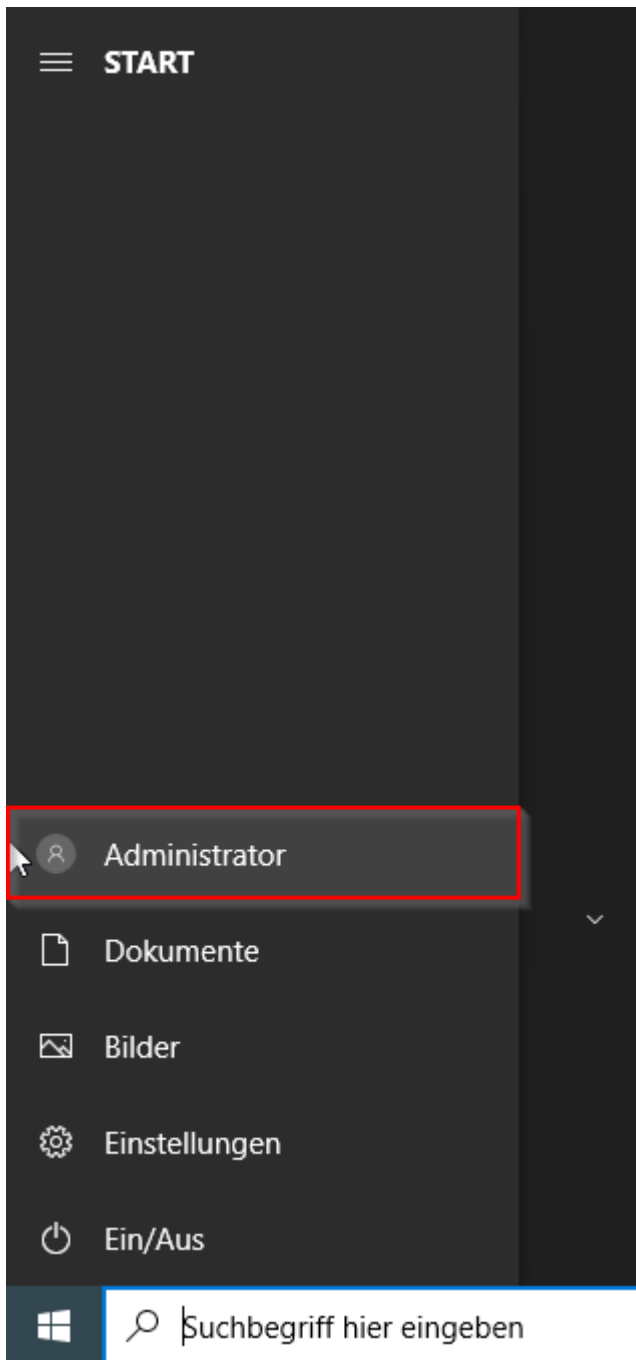 START
Administrator
Dokumente
Bilder
Einstellungen
Ein/Aus
Suchbegriff hier eingeben